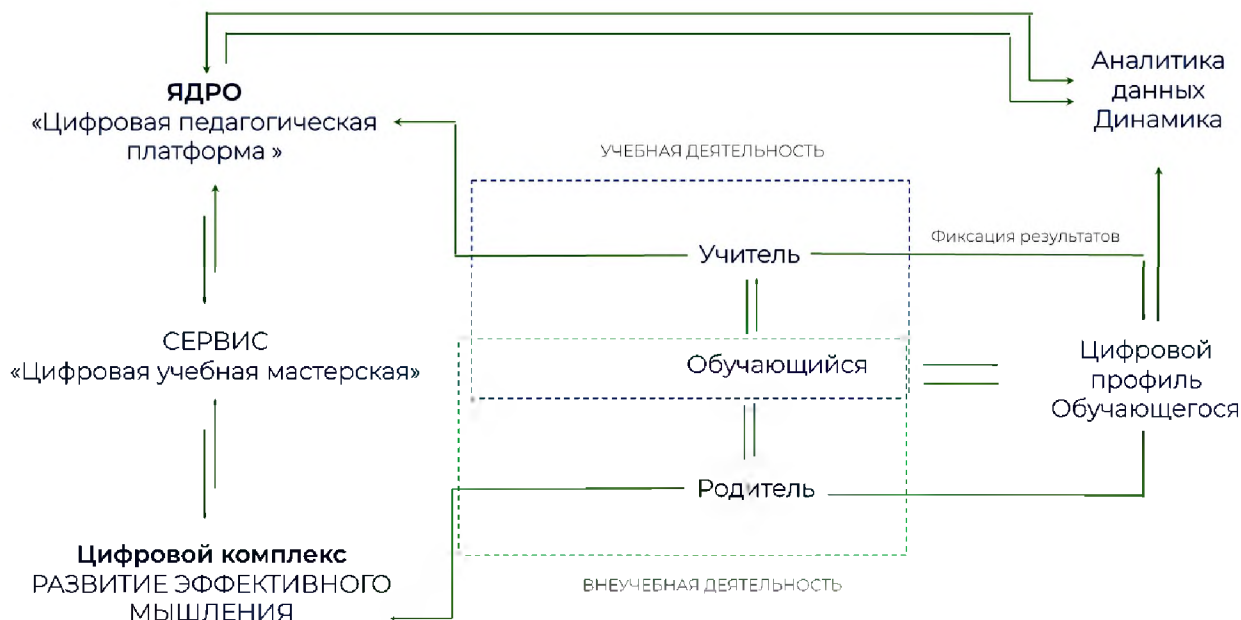 ЯДРО
«Цифровая педагогическая
платформа »
Аналитика
данных
Динамика
УЧЕБНАЯ ДЕЯТЕЛЬНОСТЬ
Учитель
Фиксация результатов
СЕРВИС
«Цифровая учебная мастерская»
Обучающийся
Цифровой
профиль
Обучающегося
Родитель
Цифровой комплекс
РАЗВИТИЕ ЭФФЕКТИВНОГО
МЫШЛЕНИЯ
ВНЕУЧЕБНАЯ ДЕЯТЕЛЬНОСТЬ